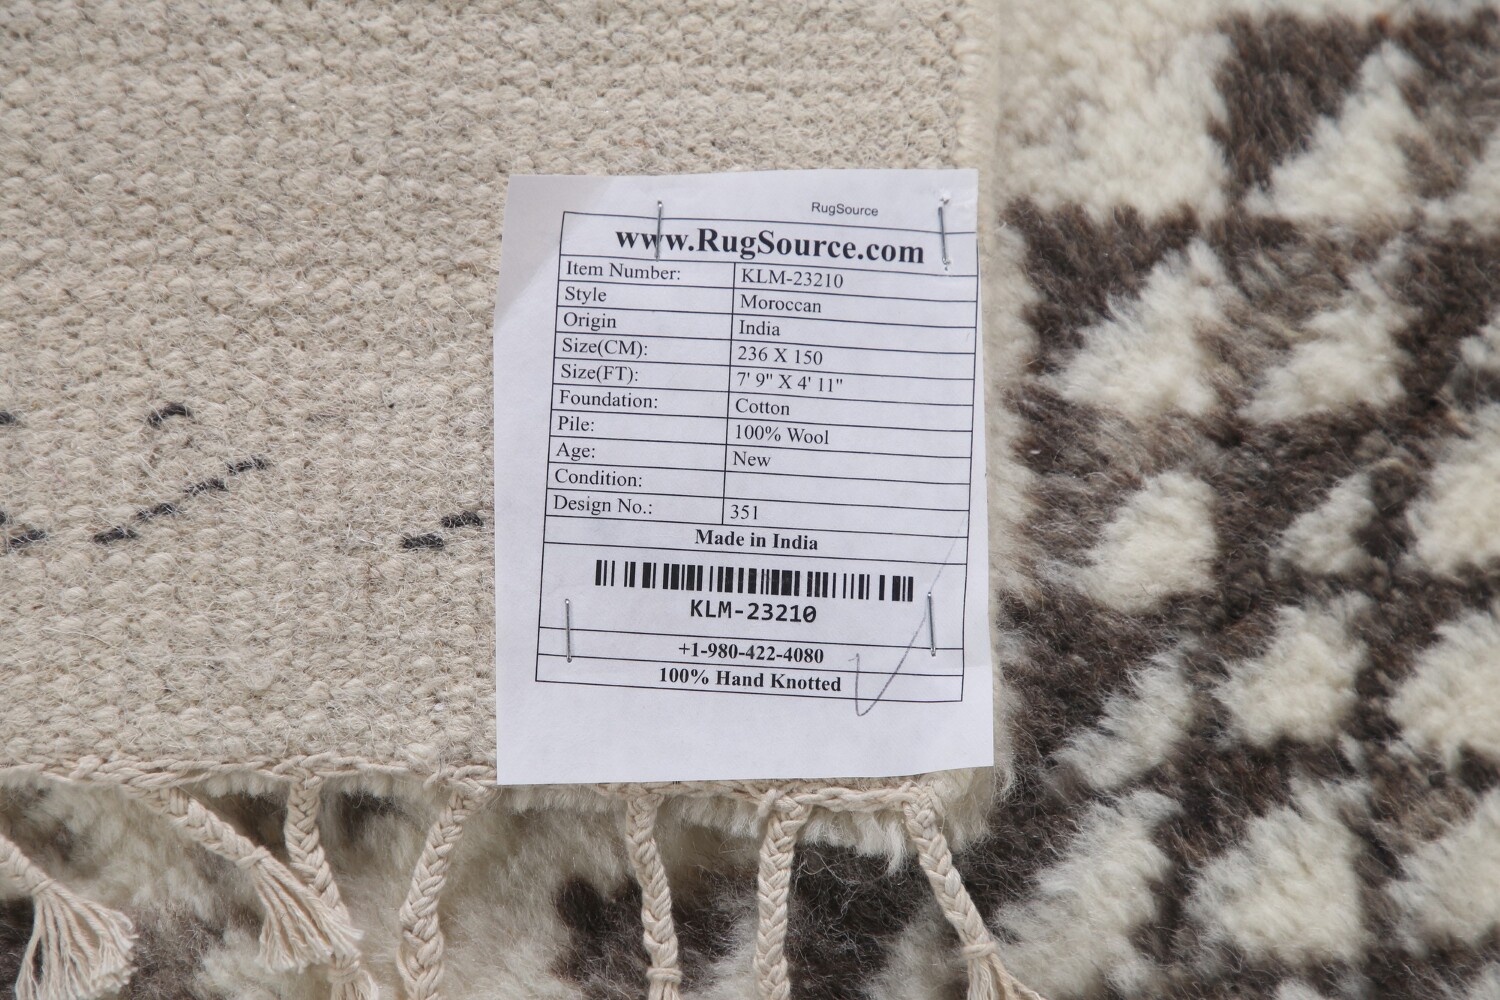 RugSource
www.RugSource.com
Item Number: KLM-23210
Style Moroccan
Origin India
Size(CM): 236 X 150
Size(FT): 7' 9" X 4' 11"
Foundation: Cotton
Pile: 100% Wool
Age: New
Condition:
Design No.: 351
Made in India
KLM-23210
+1-980-422-4080
100% Hand Knotted